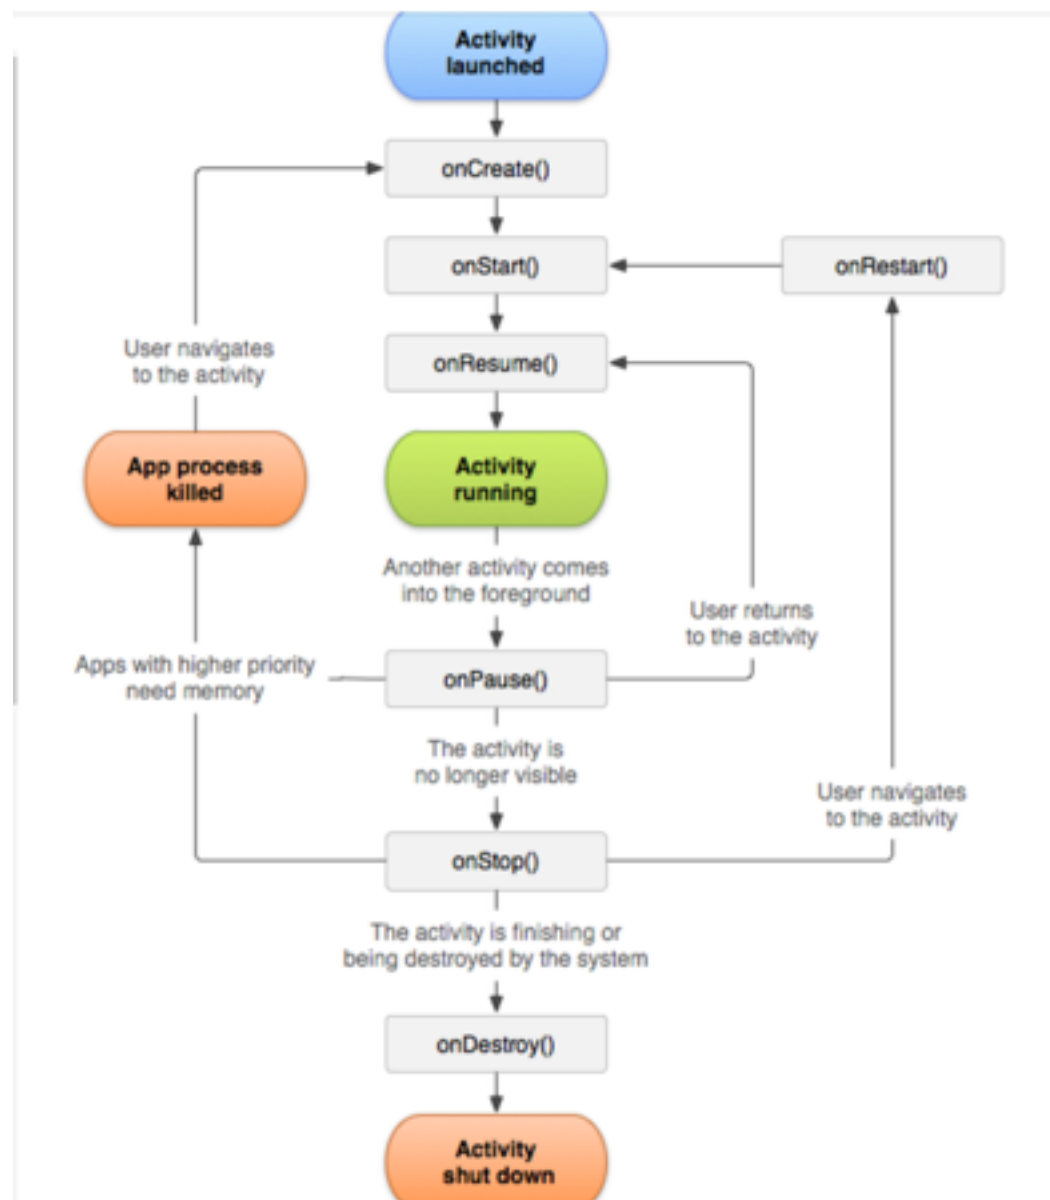 Activity
launched
onCreate()
onStart()
onRestart()
onResume()
User navigates
to the activity
App process
killed
Activity
running
Another activity comes
into the foreground
User returns
to the activity
Apps with higher priority
need memory
onPause()
The activity is
no longer visible
User navigates
to the activity
onStop()
The activity is finishing or
being destroyed by the system
onDestroy()
Activity
shut down